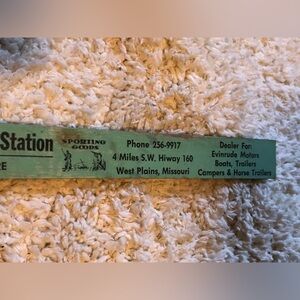 Station
RE
SPORTING
GOODS
Phone 256-9917
4 Miles S.W. Hiway 160
West Plains, Missouri
Dealer For:
Evinrude Motors
Boats, Trailers
Campers & Horse Trailers